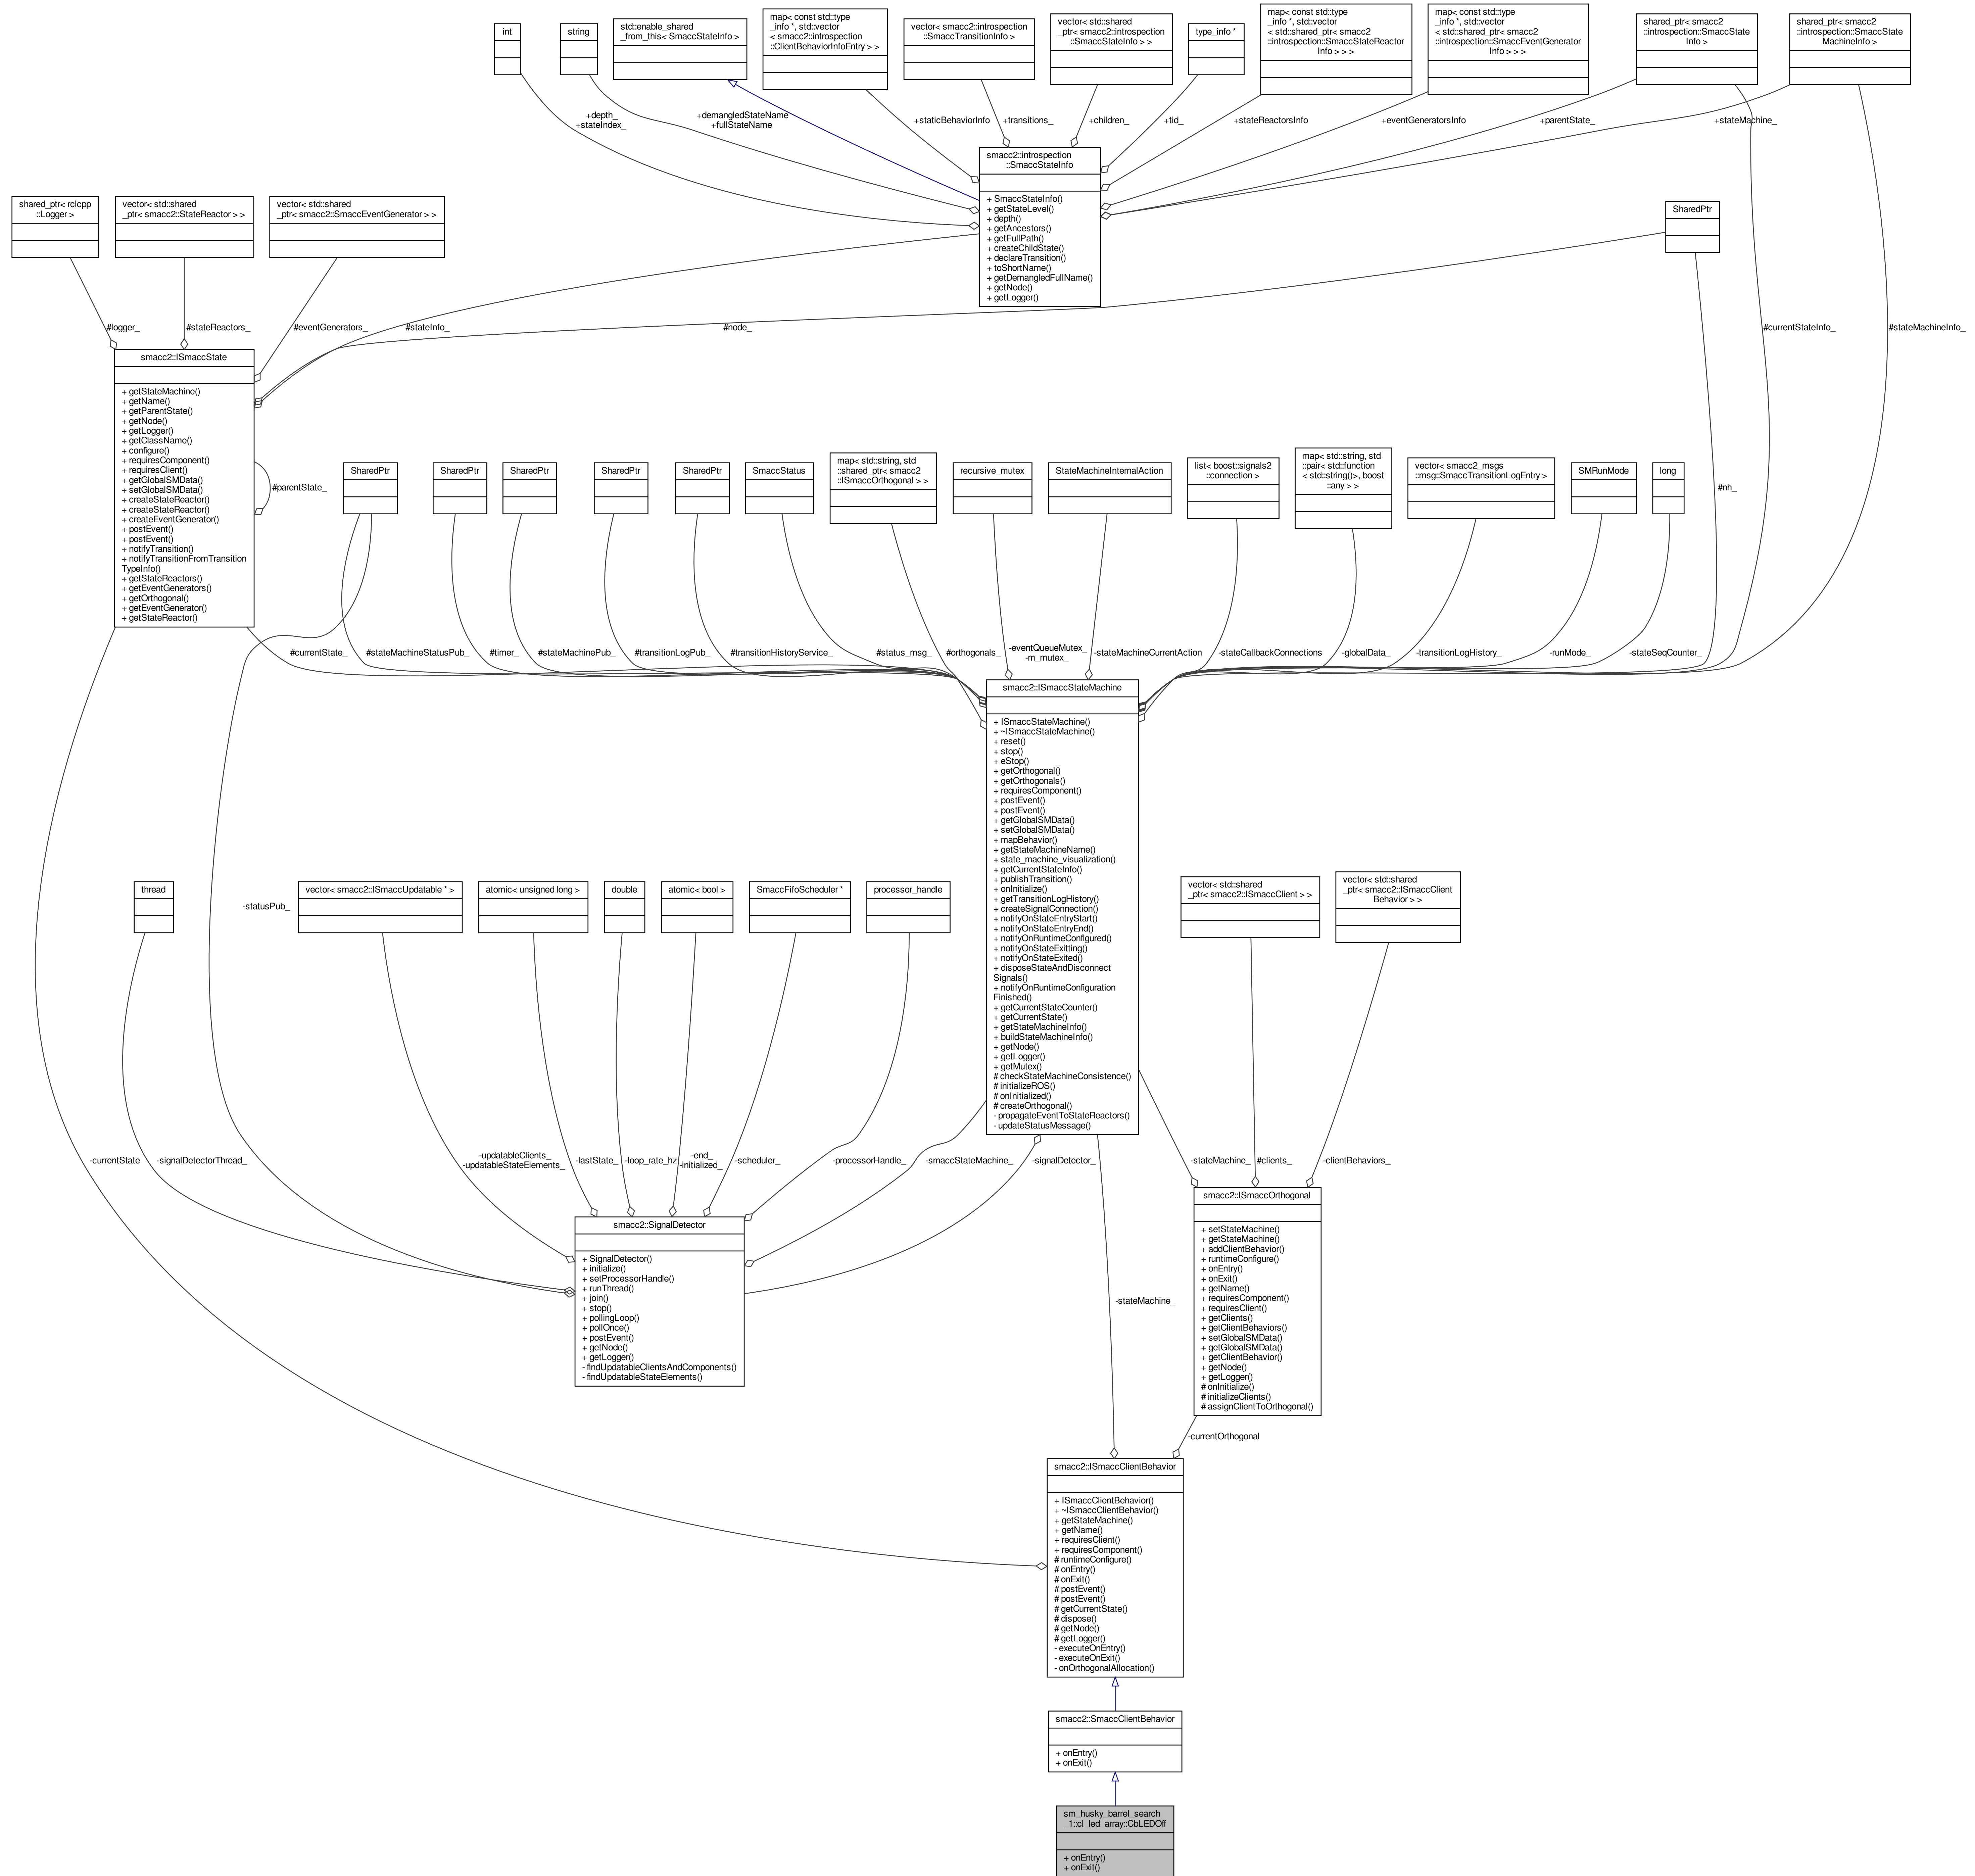 int
string
std::enable_shared
_from_this< SmaccStateInfo >
map< const std::type
_info *, std::vector
< smacc2::introspection
::ClientBehaviorInfoEntry > >
vector< smacc2::introspection
::SmaccTransitionInfo >
vector< std::shared
_ptr< smacc2::introspection
::SmaccStateInfo > >
type_info *
map< const std::type
_info *, std::vector
< std::shared_ptr< smacc2
::introspection::SmaccStateReactor
Info > > >
map< const std::type
_info *, std::vector
< std::shared_ptr< smacc2
::introspection::SmaccEventGenerator
Info > > >
shared_ptr< smacc2
::introspection::SmaccState
Info >
shared_ptr< smacc2
::introspection::SmaccState
MachineInfo >
+depth_
+stateIndex_
+demangledStateName
+fullStateName
+staticBehaviorInfo
+transitions_
+children_
+tid_
+stateReactorsInfo
+eventGeneratorsInfo
+parentState_
+stateMachine_
smacc2::introspection
::SmaccStateInfo
+ SmaccStateInfo()
+ getStateLevel()
+ depth()
+ getAncestors()
+ getFullPath()
+ createChildState()
+ declareTransition()
+ toShortName()
+ getDemangledFullName()
+ getNode()
+ getLogger()
shared_ptr< rclcpp
::Logger >
vector< std::shared
_ptr< smacc2::StateReactor > >
vector< std::shared
_ptr< smacc2::SmaccEventGenerator > >
SharedPtr
#logger_
#stateReactors_
#eventGenerators_
#stateInfo_
#node_
#currentStateInfo_
#stateMachineInfo_
smacc2::ISmaccState
+ getStateMachine()
+ getName()
+ getParentState()
+ getNode()
+ getLogger()
+ getClassName()
+ configure()
+ requiresComponent()
+ requiresClient()
+ getGlobalSMData()
+ setGlobalSMData()
+ createStateReactor()
+ createStateReactor()
+ createEventGenerator()
+ postEvent()
+ postEvent()
+ notifyTransition()
+ notifyTransitionFromTransition
TypeInfo()
+ getStateReactors()
+ getEventGenerators()
+ getOrthogonal()
+ getEventGenerator()
+ getStateReactor()
#parentState_
SharedPtr
SharedPtr
SharedPtr
SharedPtr
SharedPtr
SmaccStatus
map< std::string, std
::shared_ptr< smacc2
::ISmaccOrthogonal > >
recursive_mutex
StateMachineInternalAction
list< boost::signals2
::connection >
map< std::string, std
::pair< std::function
< std::string()>, boost
::any > >
vector< smacc2_msgs
::msg::SmaccTransitionLogEntry >
SMRunMode
long
#nh_
#currentState_
#stateMachineStatusPub_
#timer_
#stateMachinePub_
#transitionLogPub_
#transitionHistoryService_
#status_msg_
#orthogonals_
-eventQueueMutex_
-m_mutex_
-stateMachineCurrentAction
-stateCallbackConnections
-globalData_
-transitionLogHistory_
-runMode_
-stateSeqCounter_
smacc2::ISmaccStateMachine
+ ISmaccStateMachine()
+ ~ISmaccStateMachine()
+ reset()
+ stop()
+ eStop()
+ getOrthogonal()
+ getOrthogonals()
+ requiresComponent()
+ postEvent()
+ postEvent()
+ getGlobalSMData()
+ setGlobalSMData()
+ mapBehavior()
+ getStateMachineName()
+ state_machine_visualization()
+ getCurrentStateInfo()
+ publishTransition()
+ onInitialize()
+ getTransitionLogHistory()
+ createSignalConnection()
+ notifyOnStateEntryStart()
+ notifyOnStateEntryEnd()
+ notifyOnRuntimeConfigured()
+ notifyOnStateExitting()
+ notifyOnStateExited()
+ disposeStateAndDisconnect
Signals()
+ notifyOnRuntimeConfiguration
Finished()
+ getCurrentStateCounter()
+ getCurrentState()
+ getStateMachineInfo()
+ buildStateMachineInfo()
+ getNode()
+ getLogger()
+ getMutex()
# checkStateMachineConsistence()
# initializeROS()
# onInitialized()
# createOrthogonal()
- propagateEventToStateReactors()
- updateStatusMessage()
thread
-statusPub_
vector< smacc2::ISmaccUpdatable * >
atomic< unsigned long >
double
atomic< bool >
SmaccFifoScheduler *
processor_handle
vector< std::shared
_ptr< smacc2::ISmaccClient > >
vector< std::shared
_ptr< smacc2::ISmaccClient
Behavior > >
-currentState
-signalDetectorThread_
-updatableClients_
-updatableStateElements_
-lastState_
-loop_rate_hz
-end_
-initialized_
-scheduler_
-processorHandle_
-smaccStateMachine_
-signalDetector_
-stateMachine_
#clients_
-clientBehaviors_
smacc2::SignalDetector
+ SignalDetector()
+ initialize()
+ setProcessorHandle()
+ runThread()
+ join()
+ stop()
+ pollingLoop()
+ pollOnce()
+ postEvent()
+ getNode()
+ getLogger()
- findUpdatableClientsAndComponents()
- findUpdatableStateElements()
-stateMachine_
smacc2::ISmaccOrthogonal
+ setStateMachine()
+ getStateMachine()
+ addClientBehavior()
+ runtimeConfigure()
+ onEntry()
+ onExit()
+ getName()
+ requiresComponent()
+ requiresClient()
+ getClients()
+ getClientBehaviors()
+ setGlobalSMData()
+ getGlobalSMData()
+ getClientBehavior()
+ getNode()
+ getLogger()
# onInitialize()
# initializeClients()
# assignClientToOrthogonal()
-currentOrthogonal
smacc2::ISmaccClientBehavior
+ ISmaccClientBehavior()
+ ~ISmaccClientBehavior()
+ getStateMachine()
+ getName()
+ requiresClient()
+ requiresComponent()
# runtimeConfigure()
# onEntry()
# onExit()
# postEvent()
# postEvent()
# getCurrentState()
# dispose()
# getNode()
# getLogger()
- executeOnEntry()
- executeOnExit()
- onOrthogonalAllocation()
smacc2::SmaccClientBehavior
+ onEntry()
+ onExit()
sm_husky_barrel_search
_1::cl_led_array::CbLEDOff
+ onEntry()
+ onExit()